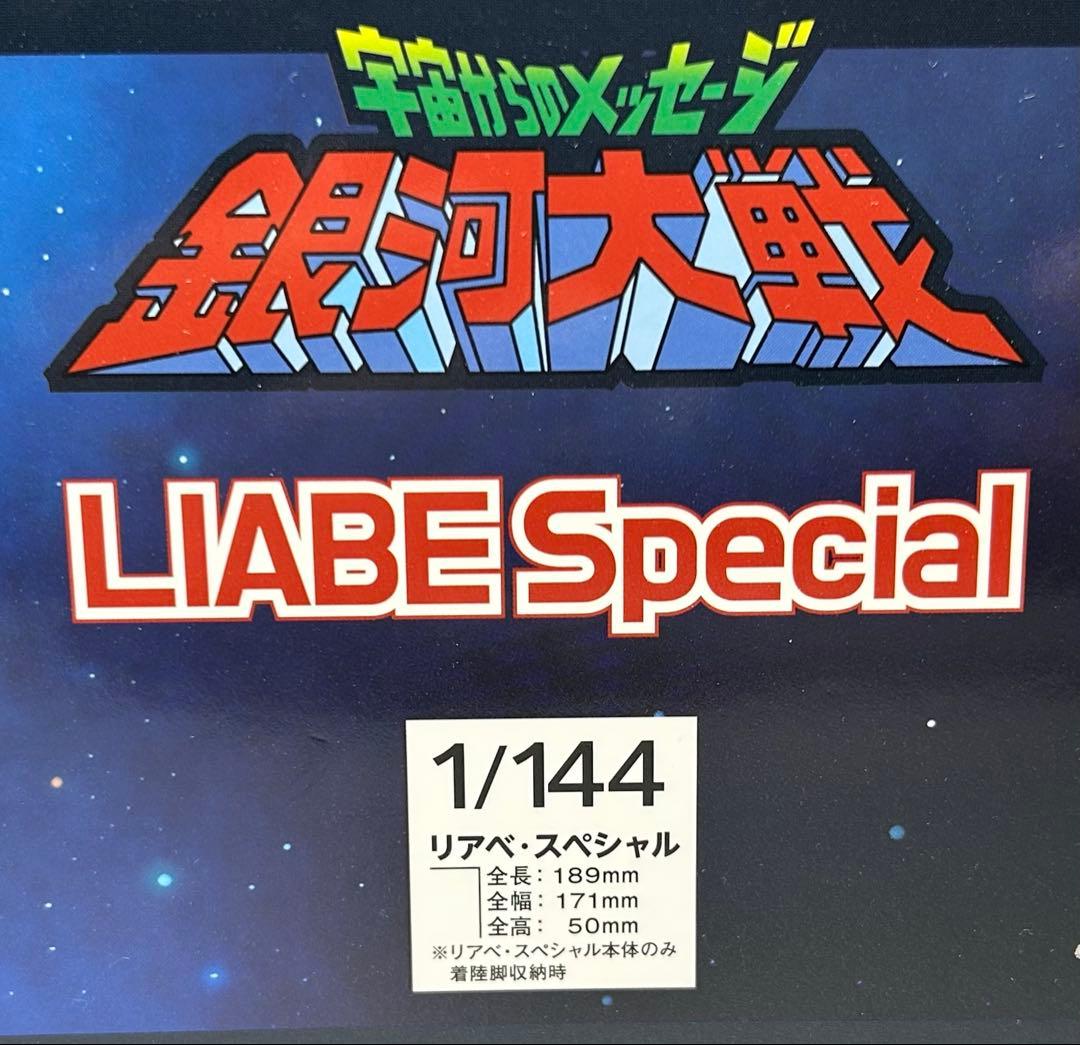 宇宙からのメッセージ
銀河大戦
LIABE Special
1/144
リアベ・スペシャル
全長：189mm
全幅：171mm
全高：50mm
※リアベ・スペシャル本体のみ
着陸脚収納時